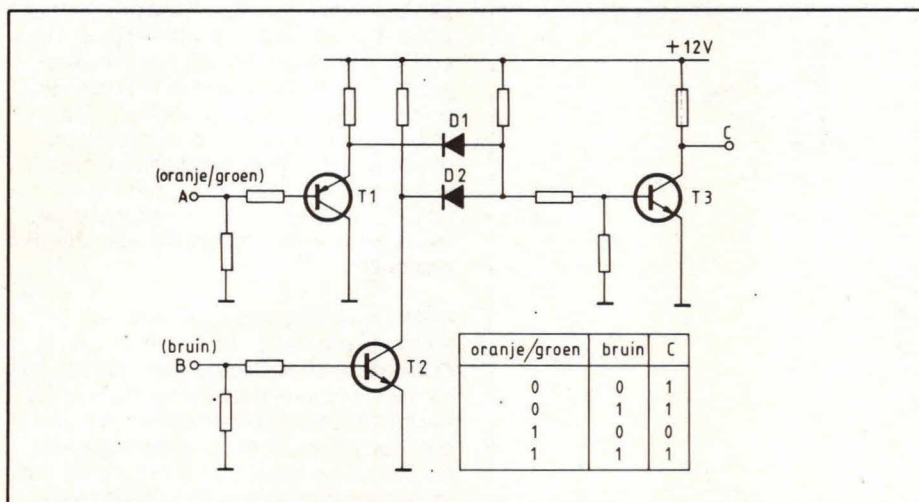 +12V
D1
C
(oranje/groen)
D2
A
T1
T3
(bruin)
B
T2
oranje/groen bruin C
0 0 1
0 1 1
1 0 0
1 1 1